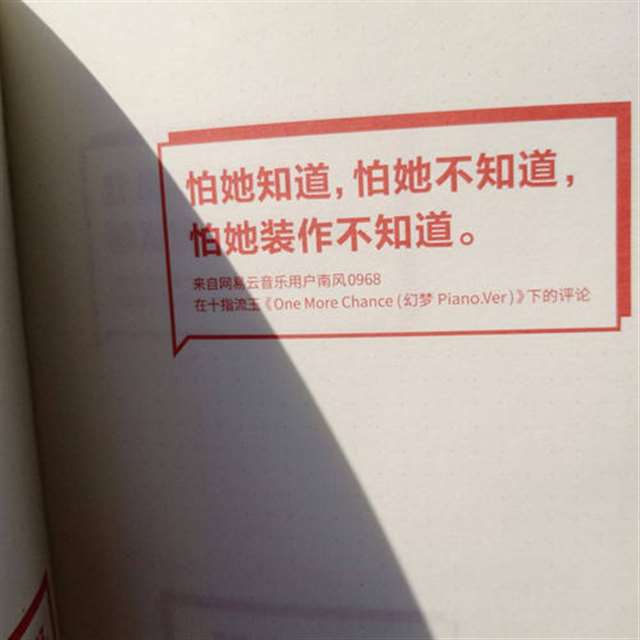 怕她知道，怕她不知道，
怕她装作不知道。
来自网易云音乐用户南风0968
在十指流玉《One More Chance (幻梦 Piano.Ver)》下的评论